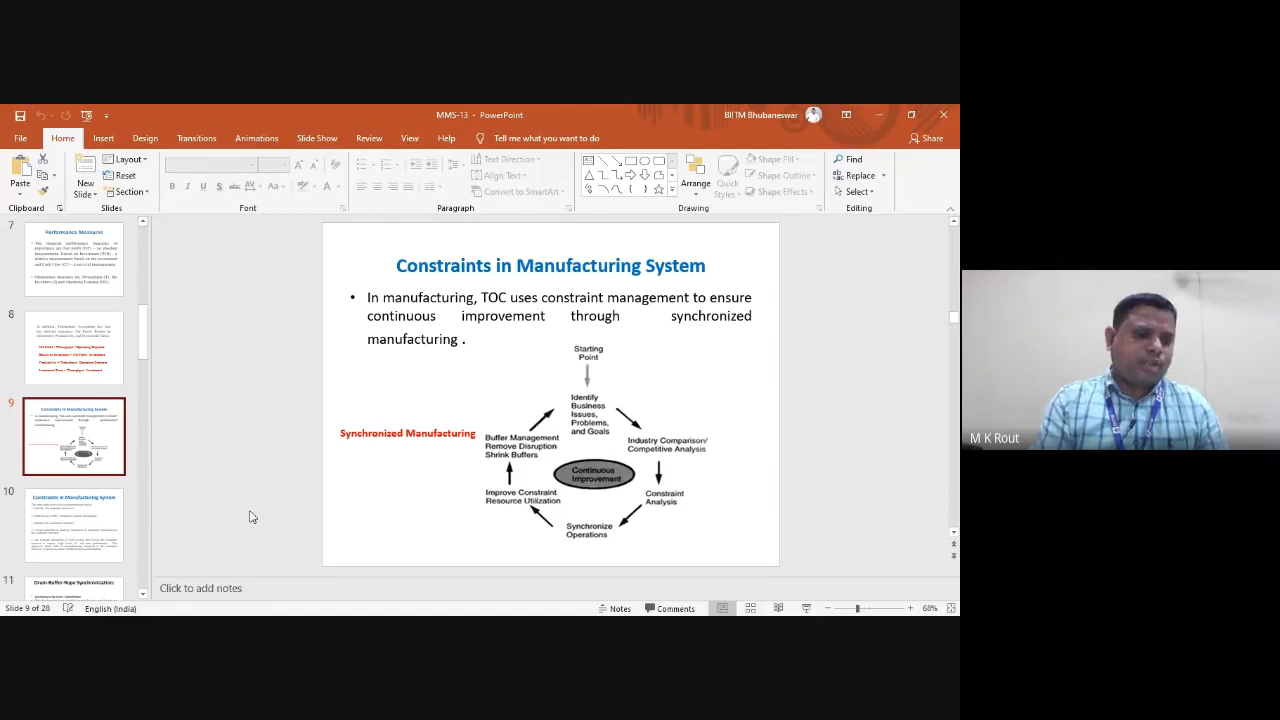 MMS-13 - PowerPoint
BIITM Bhubaneswar
File Home Insert Design Transitions Animations Slide Show Review View Help Tell me what you want to do
Share
Paste
New
Slide
Layout
Reset
Section
B I U S abc AV Aa A
Text Direction
Align Text
Convert to SmartArt
Arrange
Quick
Styles
Shape Fill
Shape Outline
Shape Effects
Find
Replace
Select
Clipboard Slides Font Paragraph Drawing Editing
7
Performance Measures
8
9
Constraints in Manufacturing System
10
Constraints in Manufacturing System
11
Drum-Buffer-Rope Synchronization:
Constraints in Manufacturing System
• In manufacturing, TOC uses constraint management to ensure
continuous improvement through synchronized
manufacturing .
Starting
Point
Identify
Business
Issues,
Problems,
and Goals
Synchronized Manufacturing
Buffer Management
Remove Disruption
Shrink Buffers
Industry Comparison/
Competitive Analysis
Continuous
Improvement
Improve Constraint
Resource Utilization
Constraint
Analysis
Synchronize
Operations
Click to add notes
Slide 9 of 28 English (India)
Notes Comments 68%
M K Rout